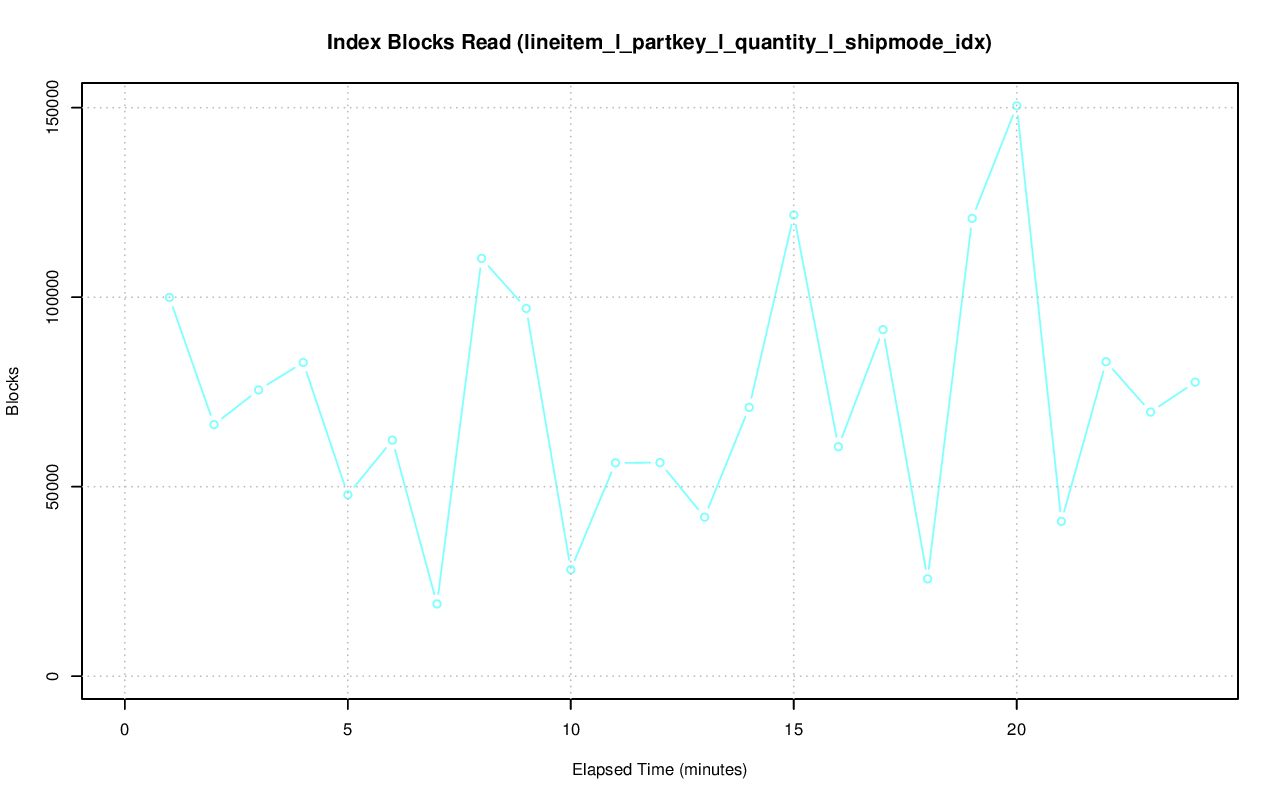 Index Blocks Read (lineitem_l_partkey_l_quantity_l_shipmode_idx)
150000
100000
50000
0
Blocks
0 5 10 15 20
Elapsed Time (minutes)